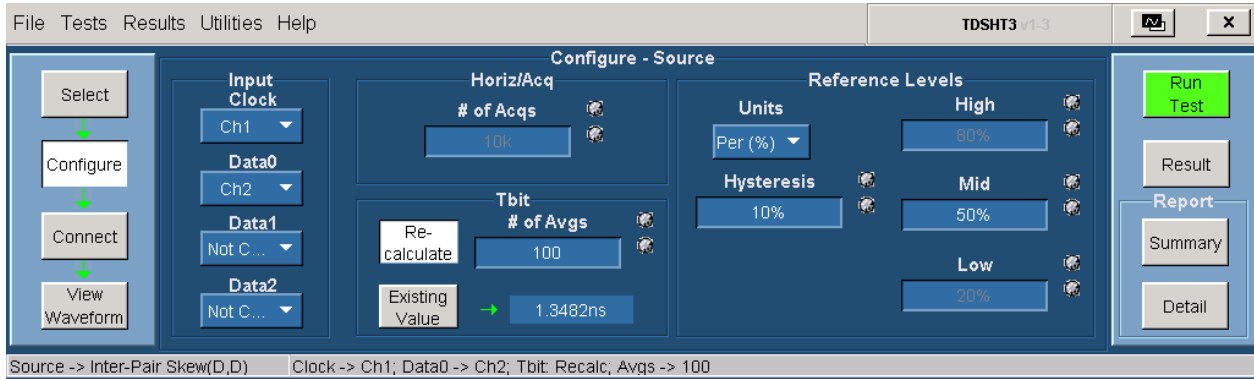 File Tests Results Utilities Help
TDSHT3 v1-3
x
Select
Configure
Connect
View
Waveform
Configure - Source
Input
Clock
Ch1
Data0
Ch2
Data1
Not C...
Data2
Not C...
Horiz/Acq
# of Acqs
10k
Tbit
Re-
calculate
# of Avgs
100
Existing
Value
1.3482ns
Reference Levels
Units
Per (%)
Hysteresis
10%
High
80%
Mid
50%
Low
20%
Run
Test
Result
Report
Summary
Detail
Source -> Inter-Pair Skew(D,D)
Clock -> Ch1; Data0 -> Ch2; Tbit: Recalc; Avgs -> 100